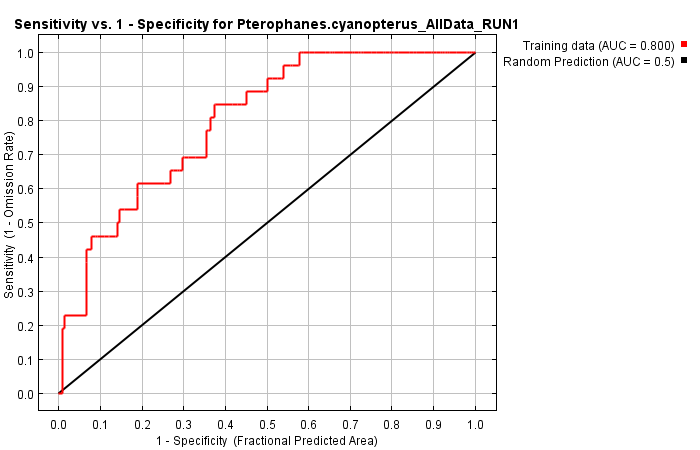 Sensitivity vs. 1 - Specificity for Pterophanes.cyanopterus_AllData_RUN1
Training data (AUC = 0.800)
Random Prediction (AUC = 0.5)
Sensitivity (1 - Omission Rate)
1.0
0.9
0.8
0.7
0.6
0.5
0.4
0.3
0.2
0.1
0.0
0.0 0.1 0.2 0.3 0.4 0.5 0.6 0.7 0.8 0.9 1.0
1 - Specificity (Fractional Predicted Area)